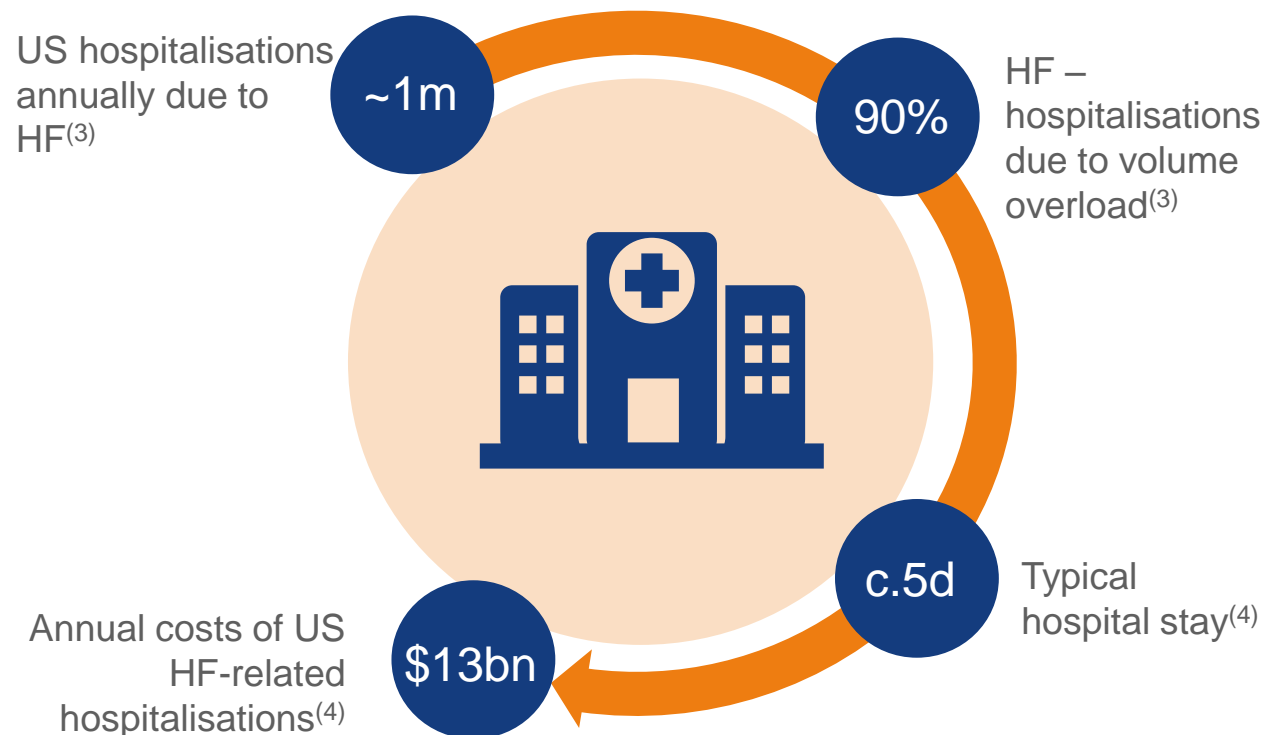 US hospitalisations
annually due to
HF(3)
~1m
90%
HF –
hospitalisations
due to volume
overload(3)
c.5d
Typical
hospital stay(4)
Annual costs of US
HF-related
hospitalisations(4)
$13bn